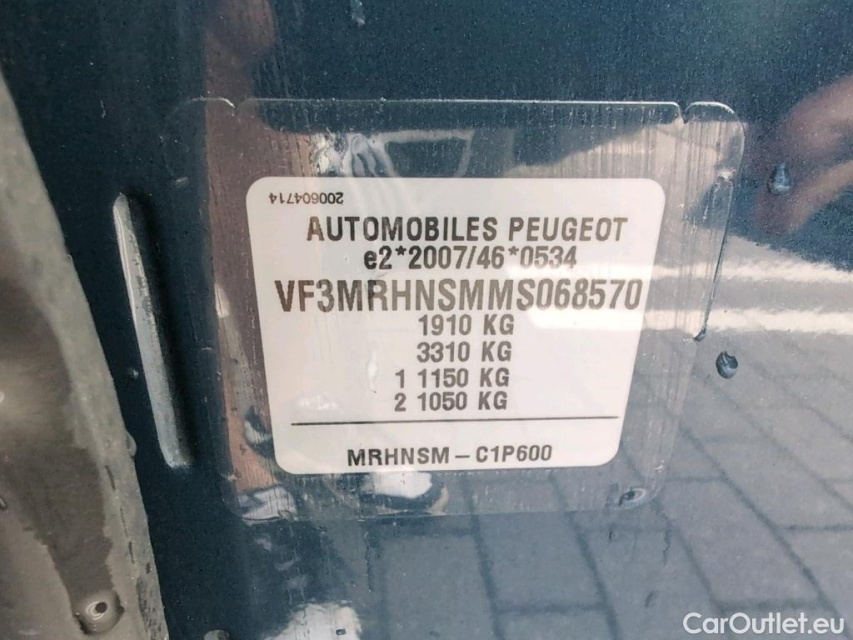 200604714
AUTOMOBILES PEUGEOT
e2*2007/46*0534
VF3MRHNSMMS068570
1910 KG
3310 KG
1 1150 KG
2 1050 KG
MRHNSM – C1P600
CarOutlet.eu